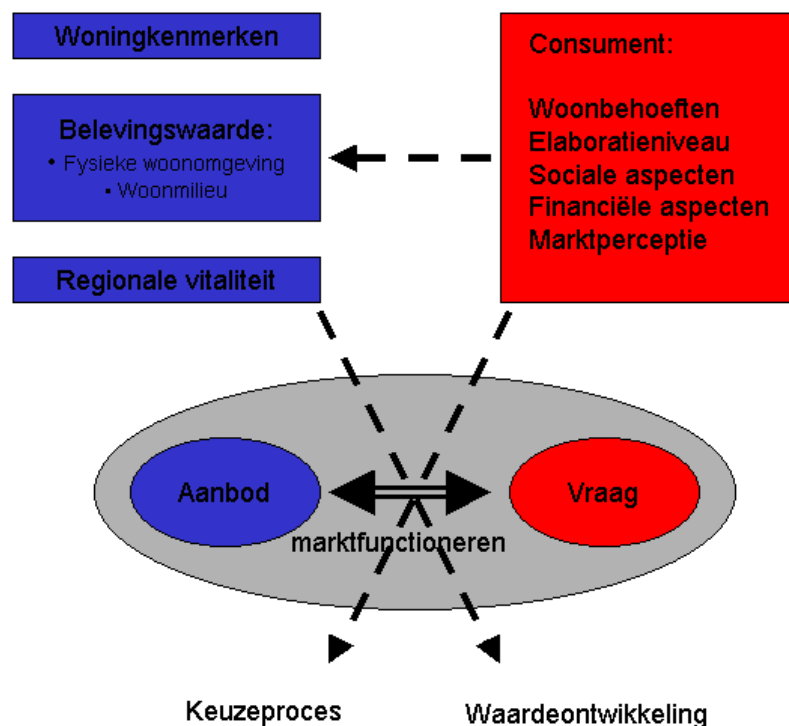 Woningkenmerken
Belevingswaarde:
• Fysieke woonomgeving
▪ Woonmilieu
Regionale vitaliteit
Consument:
Woonbehoeften
Elaboratieniveau
Sociale aspecten
Financiële aspecten
Marktperceptie
Aanbod
Vraag
marktfunctioneren
Keuzeproces
Waardeontwikkeling